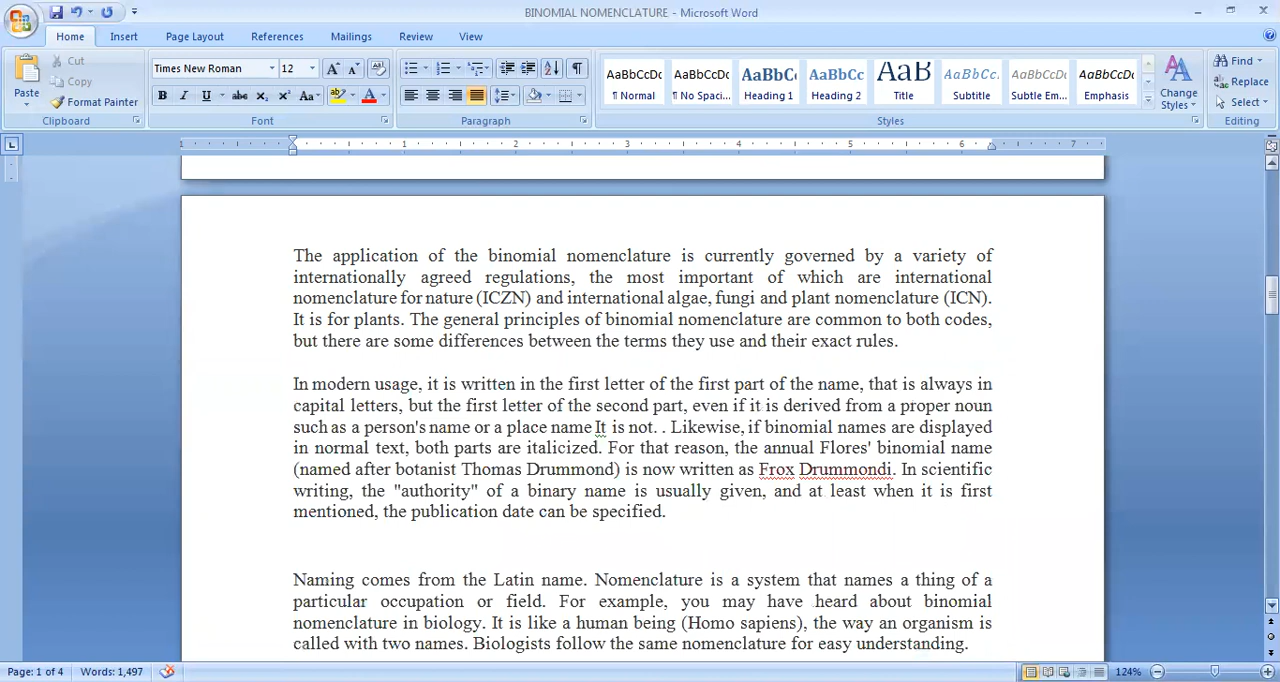 BINOMIAL NOMENCLATURE - Microsoft Word
Home Insert Page Layout References Mailings Review View
Paste
Cut
Copy
Format Painter
Clipboard
Times New Roman 12
B I U abc X₂ X² Aa
Font
Paragraph
AaBbCcDc AaBbCcDc AaBbC AaBbCc AaB AaBbCc. AaBbCcDc AaBbCcDc
¶ Normal ¶ No Spaci... Heading 1 Heading 2 Title Subtitle Subtle Em... Emphasis
Change Styles
Styles
Find
Replace
Select
Editing
1 1 2 3 4 5 6 7
The application of the binomial nomenclature is currently governed by a variety of
internationally agreed regulations, the most important of which are international
nomenclature for nature (ICZN) and international algae, fungi and plant nomenclature (ICN).
It is for plants. The general principles of binomial nomenclature are common to both codes,
but there are some differences between the terms they use and their exact rules.
In modern usage, it is written in the first letter of the first part of the name, that is always in
capital letters, but the first letter of the second part, even if it is derived from a proper noun
such as a person's name or a place name It is not. . Likewise, if binomial names are displayed
in normal text, both parts are italicized. For that reason, the annual Flores' binomial name
(named after botanist Thomas Drummond) is now written as Frox Drummondi. In scientific
writing, the "authority" of a binary name is usually given, and at least when it is first
mentioned, the publication date can be specified.
Naming comes from the Latin name. Nomenclature is a system that names a thing of a
particular occupation or field. For example, you may have heard about binomial
nomenclature in biology. It is like a human being (Homo sapiens), the way an organism is
called with two names. Biologists follow the same nomenclature for easy understanding.
Page: 1 of 4 Words: 1,497 124%